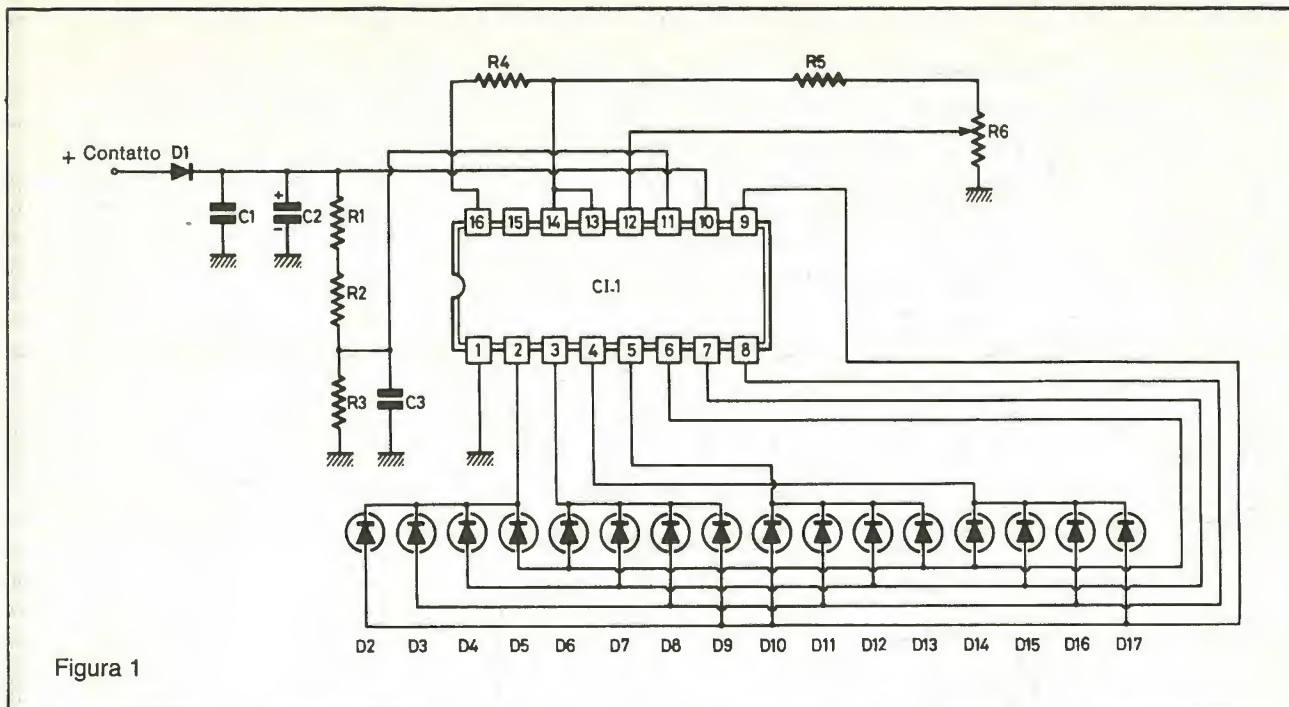 R4 R5
R6
+ Contatto D1
C1 + C2 - R1
R2
R3 C3
16 15 14 13 12 11 10 9
CI-1
1 2 3 4 5 6 7 8
D2 D3 D4 D5 D6 D7 D8 D9 D10 D11 D12 D13 D14 D15 D16 D17
Figura 1